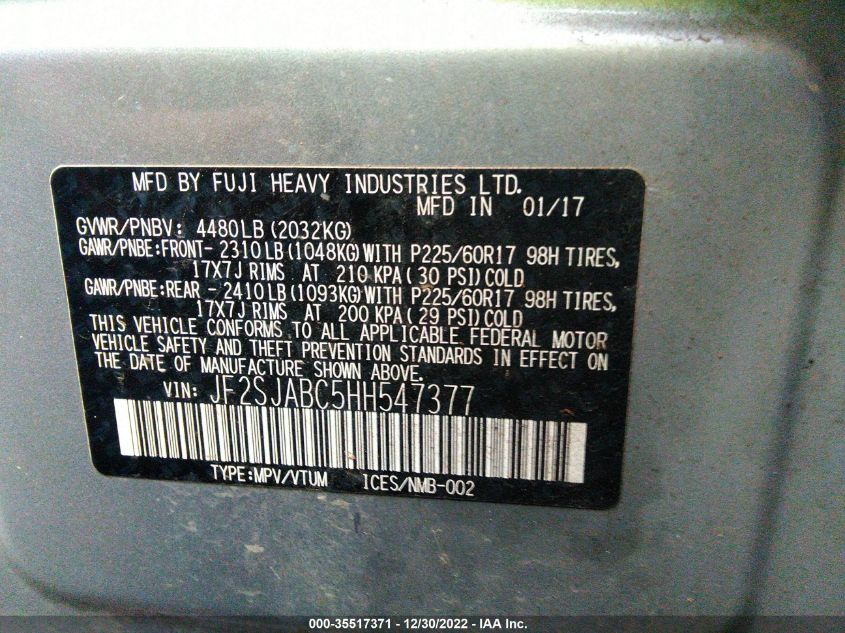 MFD BY FUJI HEAVY INDUSTRIES LTD.
MFD IN 01/17
GVWR/PNBV: 4480LB (2032KG)
GAWR/PNBE:FRONT- 2310LB (1048KG) WITH P225/60R17 98H TIRES,
17X7J RIMS AT 210 KPA( 30 PSI) COLD
GAWR/PNBE:REAR - 2410LB (1093KG) WITH P225/60R17 98H TIRES,
17X7J RIMS AT 200 KPA( 29 PSI) COLD
THIS VEHICLE CONFORMS TO ALL APPLICABLE FEDERAL MOTOR
VEHICLE SAFETY AND THEFT PREVENTION STANDARDS IN EFFECT ON
THE DATE OF MANUFACTURE SHOWN ABOVE.
VIN: JF2SJABC5HH547377
TYPE:MPV/VTUM ICES/NMB-002
000-35517371 - 12/30/2022 - IAA Inc.